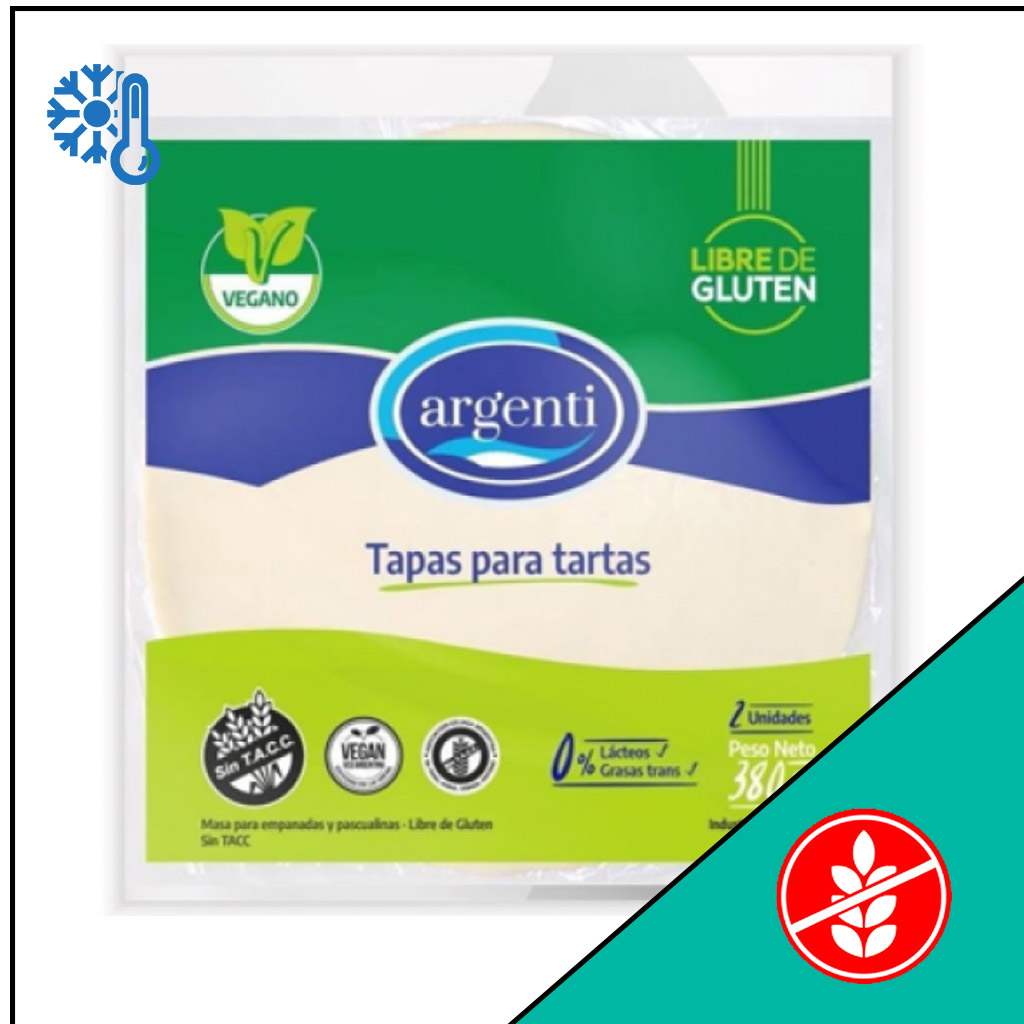 VEGANO
LIBRE DE
GLUTEN
argenti
Tapas para tartas
2 Unidades
Peso Neto
380
Sin T.A.C.C.
VEGAN
0% Lácteos ✓
Grasas trans ✓
Masa para empanadas y pascualinas - Libre de Gluten
Sin TACC